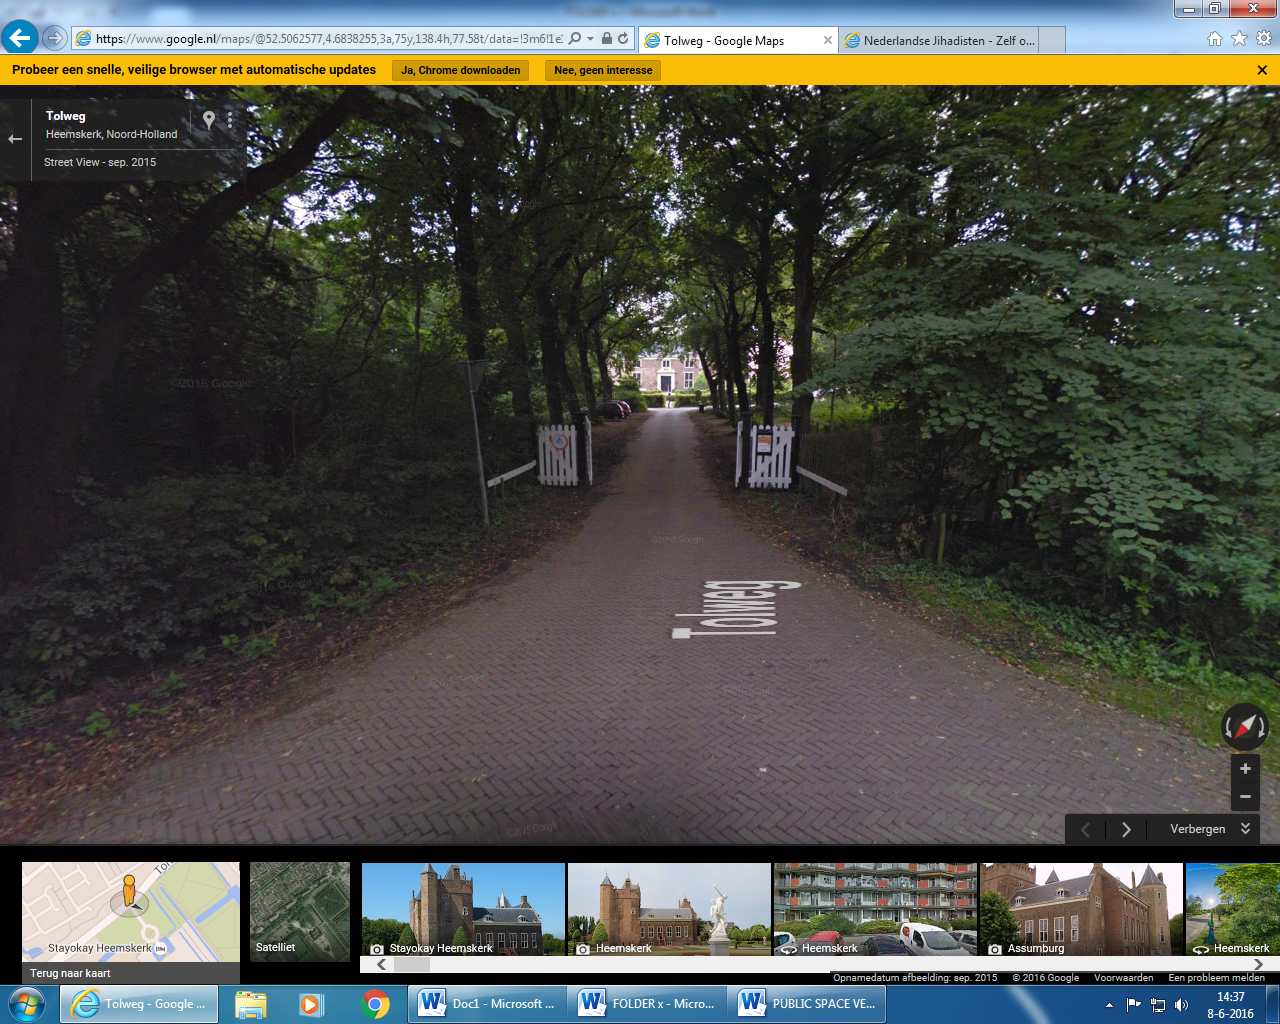 https://www.google.nl/maps/@52.5062577,4.6838255,3a,75y,138.4h,77.58t/data=!3m6!1e
Tolweg - Google Maps
Nederlandse Jihadisten - Zelf o...
Probeer een snelle, veilige browser met automatische updates
Ja, Chrome downloaden
Nee, geen interesse
Tolweg
Heemskerk, Noord-Holland
Street View - sep. 2015
©2015 Google
Tolweg
Verbergen
Stayokay Heemskerk
Terug naar kaart
Satelliet
Stayokay Heemskerk
Heemskerk
Heemskerk
Assumburg
Heemskerk
Opnamedatum afbeelding: sep. 2015
© 2016 Google
Voorwaarden
Een probleem melden
Tolweg - Google ...
Doc1 - Microsoft ...
FOLDER x - Micro...
PUBLIC SPACE VE...
14:37
8-6-2016